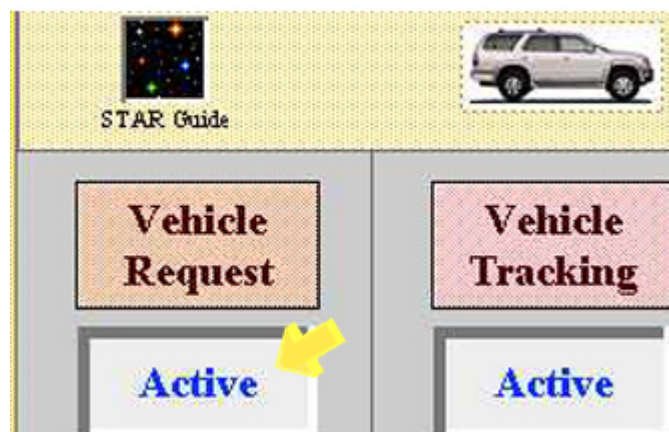 STAR Guide
Vehicle
Request
Vehicle
Tracking
Active
Active